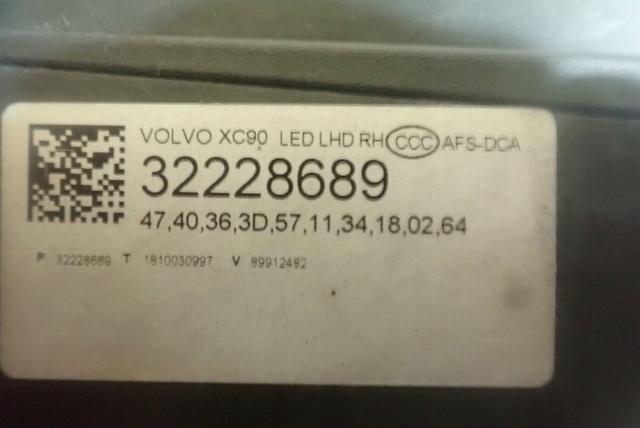 VOLVO XC90 LED LHD RH CCC AFS-DCA
32228689
47,40,36,3D,57,11,34,18,02,64
P 32228689 T 1810030997 V 89912482